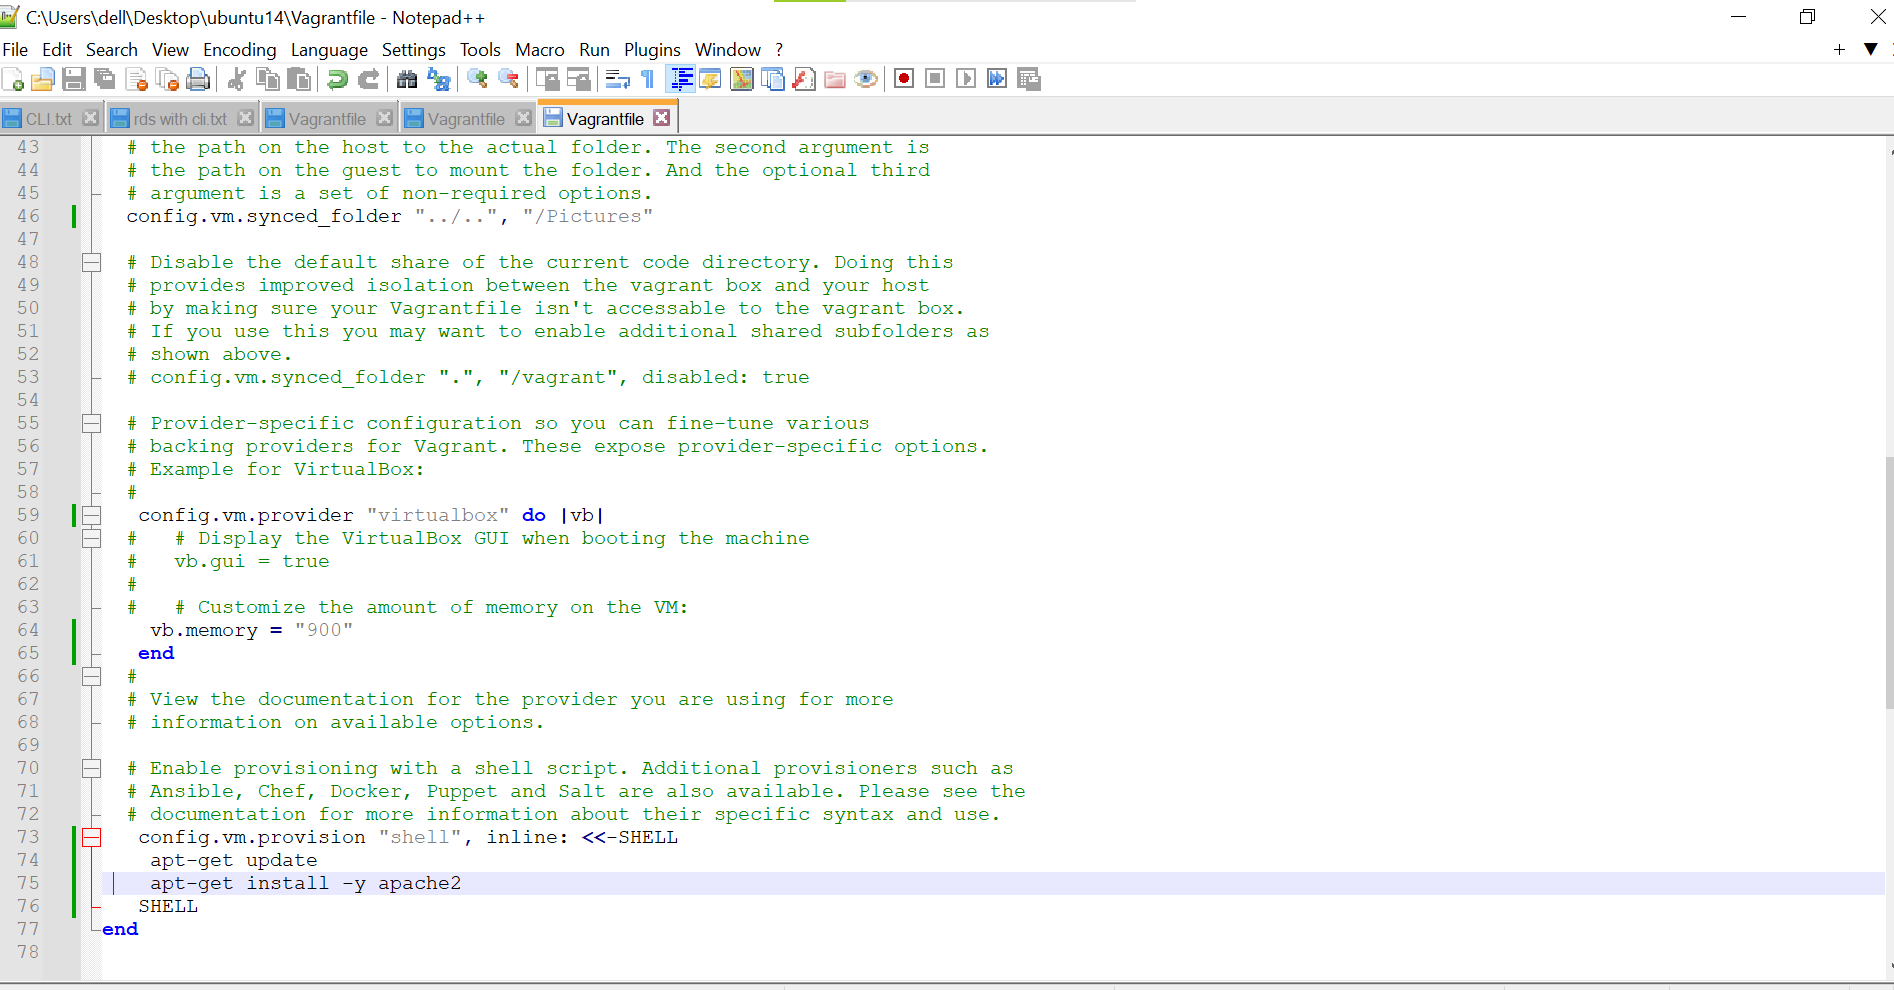 C:\Users\dell\Desktop\ubuntu14\Vagrantfile - Notepad++
File Edit Search View Encoding Language Settings Tools Macro Run Plugins Window ?
CLI.txt rds with cli.txt Vagrantfile Vagrantfile Vagrantfile
43 # the path on the host to the actual folder. The second argument is
44 # the path on the guest to mount the folder. And the optional third
45 # argument is a set of non-required options.
46 config.vm.synced_folder "../..", "/Pictures"
47
48 # Disable the default share of the current code directory. Doing this
49 # provides improved isolation between the vagrant box and your host
50 # by making sure your Vagrantfile isn't accessable to the vagrant box.
51 # If you use this you may want to enable additional shared subfolders as
52 # shown above.
53 # config.vm.synced_folder ".", "/vagrant", disabled: true
54
55 # Provider-specific configuration so you can fine-tune various
56 # backing providers for Vagrant. These expose provider-specific options.
57 # Example for VirtualBox:
58 #
59 config.vm.provider "virtualbox" do |vb|
60 #   # Display the VirtualBox GUI when booting the machine
61 #   vb.gui = true
62 #
63 #   # Customize the amount of memory on the VM:
64 vb.memory = "900"
65 end
66 #
67 # View the documentation for the provider you are using for more
68 # information on available options.
69
70 # Enable provisioning with a shell script. Additional provisioners such as
71 # Ansible, Chef, Docker, Puppet and Salt are also available. Please see the
72 # documentation for more information about their specific syntax and use.
73 config.vm.provision "shell", inline: <<-SHELL
74 apt-get update
75 apt-get install -y apache2
76 SHELL
77 end
78